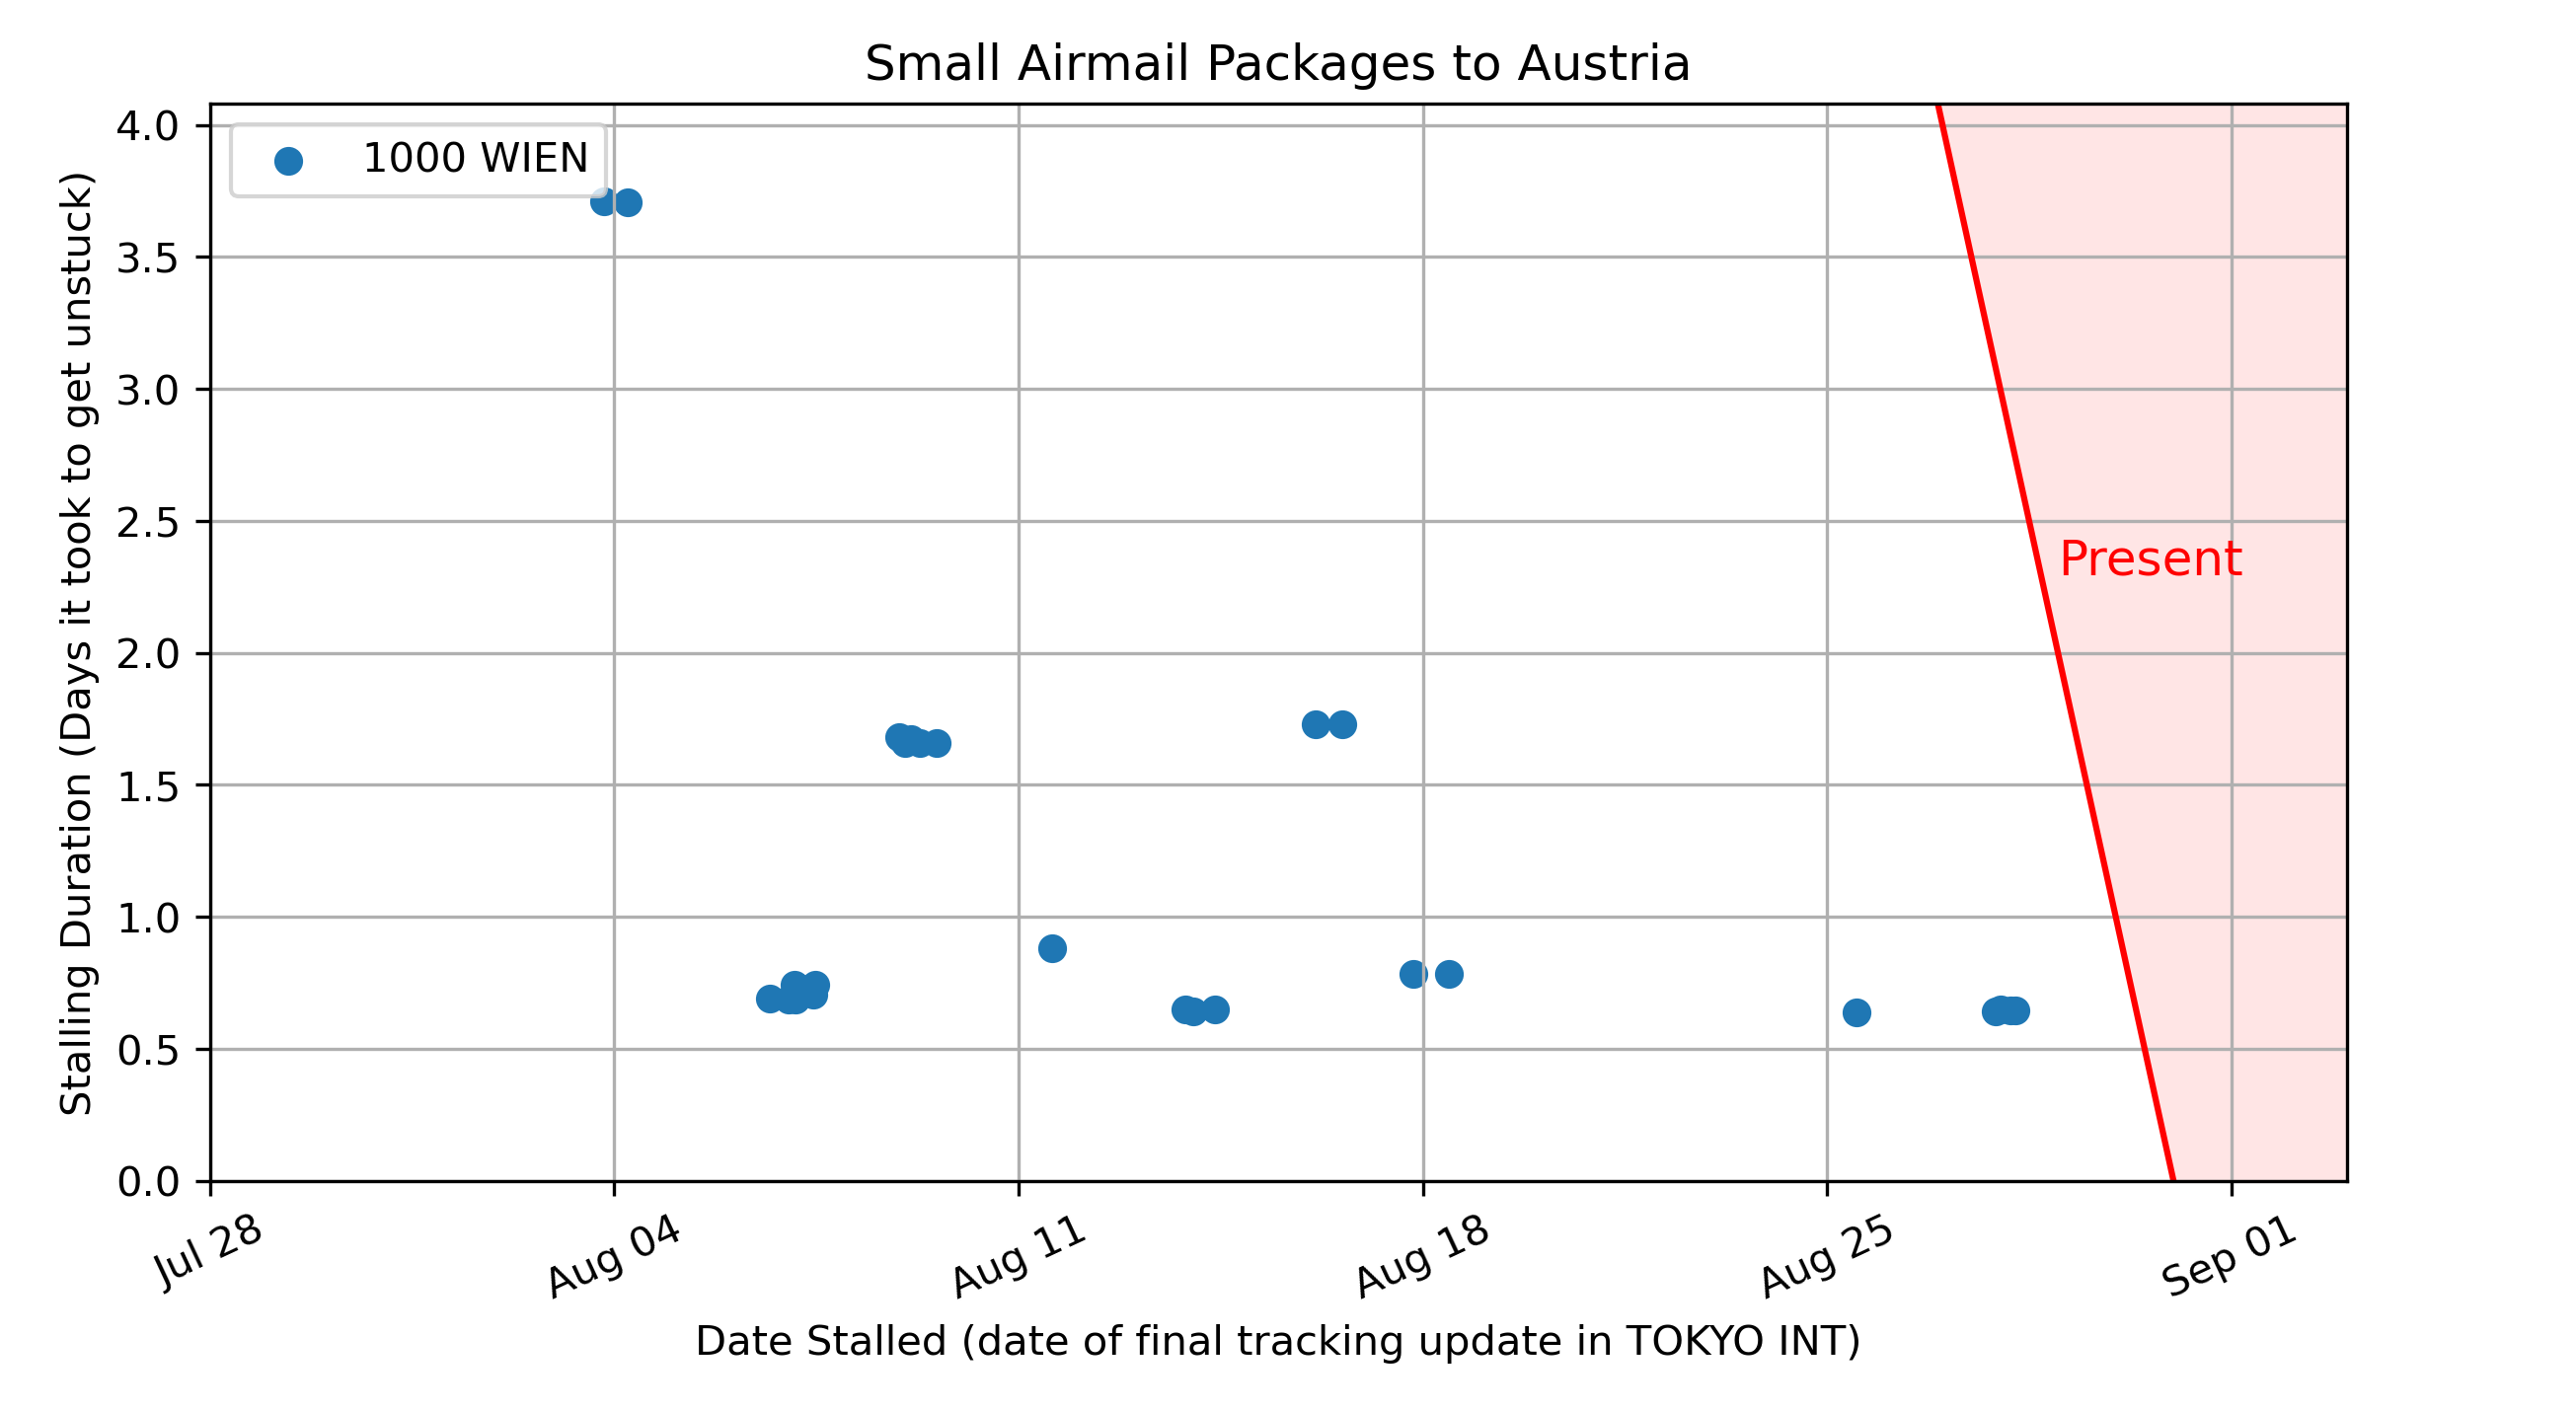 Small Airmail Packages to Austria
1000 WIEN
4.0
3.5
3.0
2.5
2.0
1.5
1.0
0.5
0.0
Stalling Duration (Days it took to get unstuck)
Present
Jul 28
Aug 04
Aug 11
Aug 18
Aug 25
Sep 01
Date Stalled (date of final tracking update in TOKYO INT)